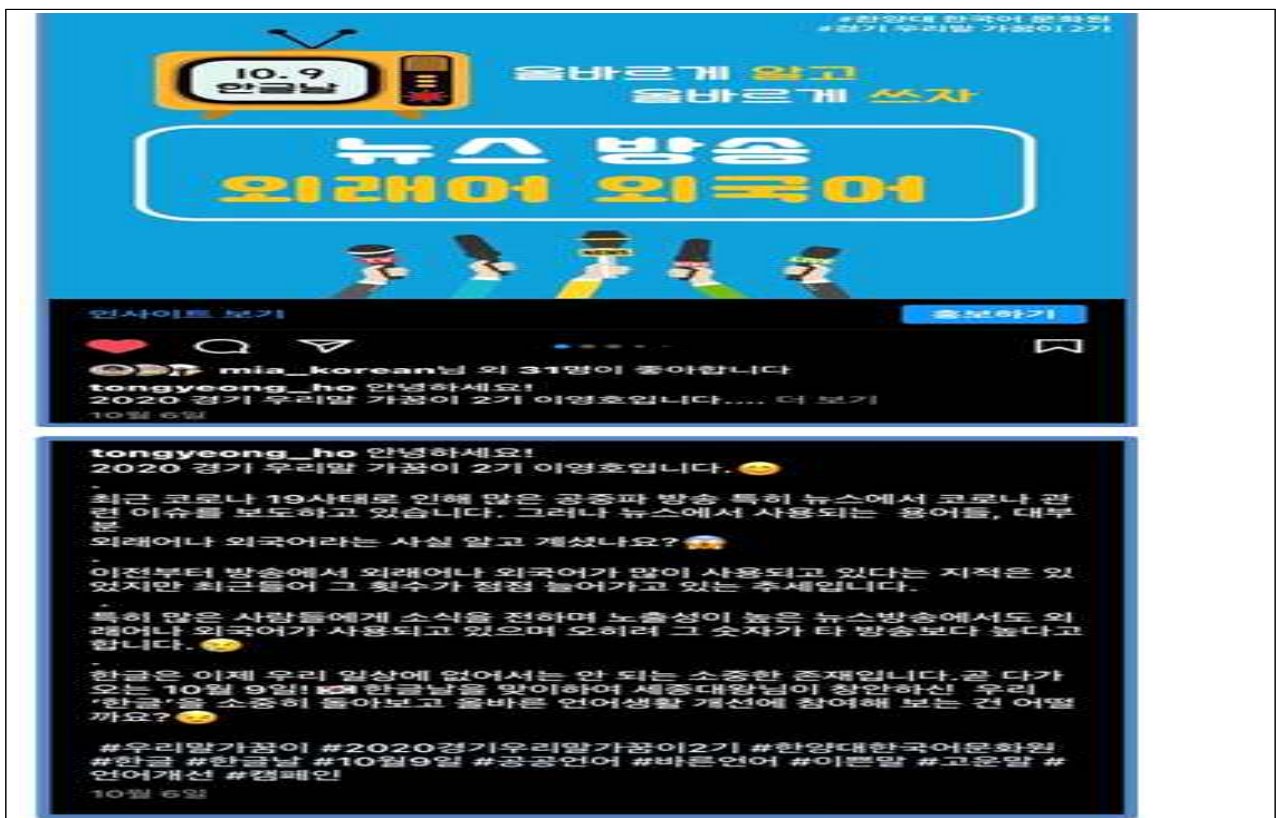 #한양대 한국어 문화원
#경기 우리말 가꿈이 2기
10. 9
한글날
올바르게 알고
올바르게 쓰자
뉴스 방송
외래어 외국어
NEWS
인사이트 보기
홍보하기
mia_korean님 외 31명이 좋아합니다
tongyeong_ho 안녕하세요!
2020 경기 우리말 가꿈이 2기 이영호입니다.... 더 보기
10월 6일
tongyeong_ho 안녕하세요!
2020 경기 우리말 가꿈이 2기 이영호입니다.😊
.
최근 코로나 19사태로 인해 많은 공중파 방송 특히 뉴스에서 코로나 관
련 이슈를 보도하고 있습니다. 그러나 뉴스에서 사용되는 용어들, 대부
분
외래어나 외국어라는 사실 알고 계셨나요?😱
.
이전부터 방송에서 외래어나 외국어가 많이 사용되고 있다는 지적은 있
었지만 최근들어 그 횟수가 점점 늘어가고 있는 추세입니다.
.
특히 많은 사람들에게 소식을 전하며 노출성이 높은 뉴스방송에서도 외
래어나 외국어가 사용되고 있으며 오히려 그 숫자가 타 방송보다 높다고
합니다.😢
.
한글은 이제 우리 일상에 없어서는 안 되는 소중한 존재입니다.곧 다가
오는 10월 9일!🇰🇷한글날을 맞이하여 세종대왕님이 창안하신 우리
'한글'을 소중히 돌아보고 올바른 언어생활 개선에 참여해 보는 건 어떨
까요?😉
#우리말가꿈이 #2020경기우리말가꿈이2기 #한양대한국어문화원
#한글 #한글날 #10월9일 #공공언어 #바른언어 #이쁜말 #고운말 #
언어개선 #캠페인
10월 6일